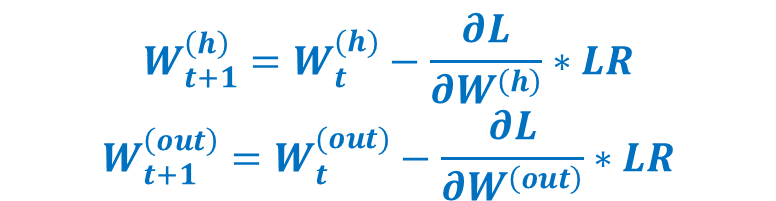 W_{t+1}^{(h)} = W_t^{(h)} − ∂L/∂W^{(h)} * LR
W_{t+1}^{(out)} = W_t^{(out)} − ∂L/∂W^{(out)} * LR